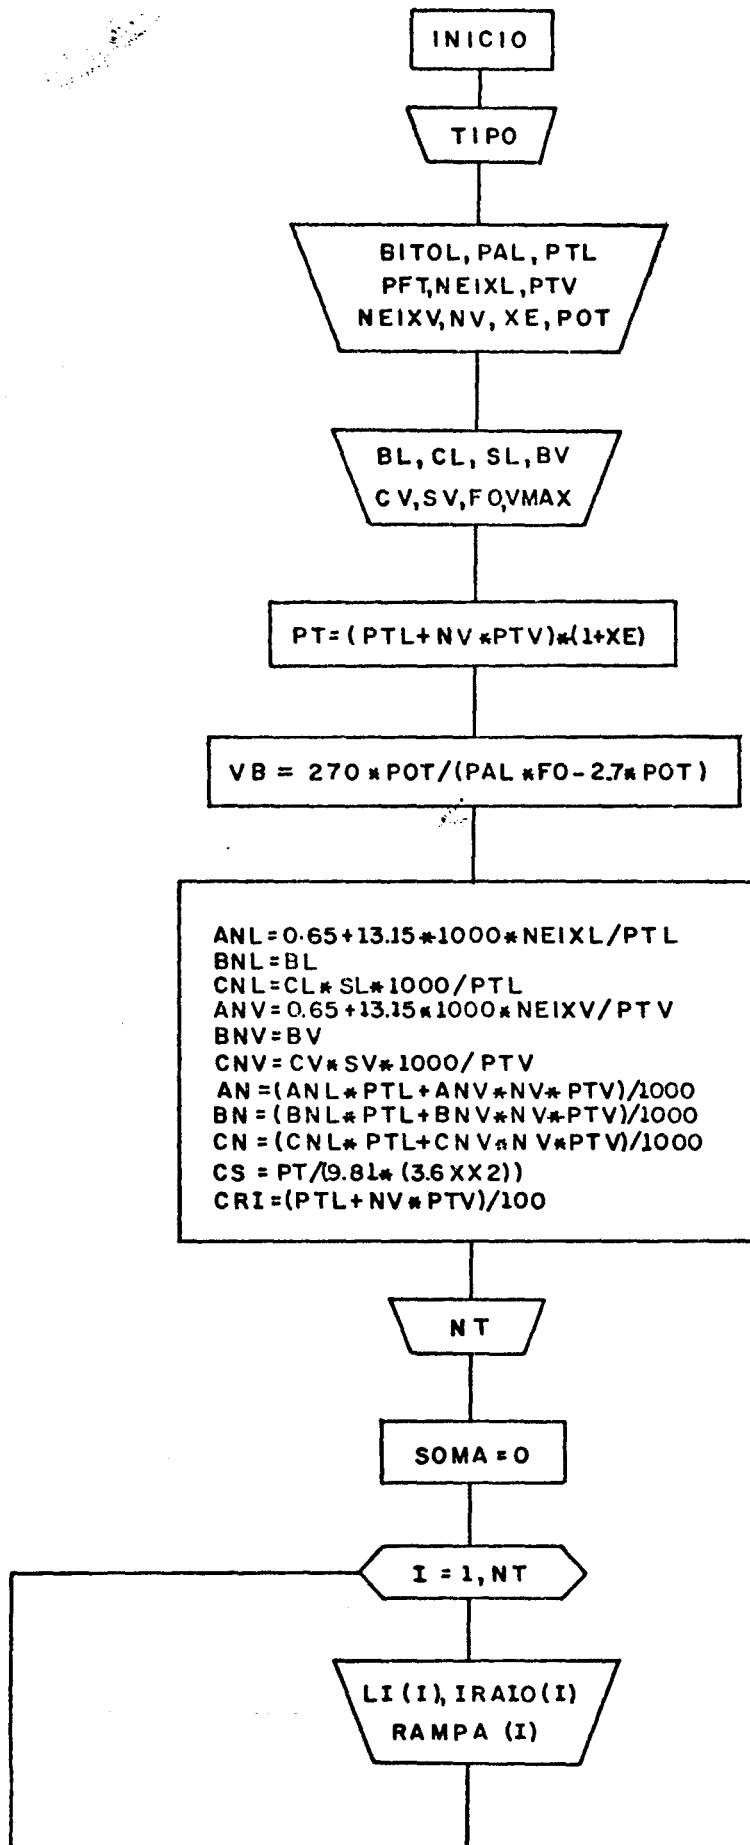 INICIO
TIPO
BITOL, PAL, PTL
PFT, NEIXL, PTV
NEIXV, NV, XE, POT
BL, CL, SL, BV
CV, SV, FO, VMAX
PT=(PTL+NV*PTV)*(1+XE)
VB = 270*POT/(PAL*FO-2.7*POT)
ANL=0.65+13.15*1000*NEIXL/PTL
BNL=BL
CNL=CL*SL*1000/PTL
ANV=0.65+13.15*1000*NEIXV/PTV
BNV=BV
CNV=CV*SV*1000/PTV
AN=(ANL*PTL+ANV*NV*PTV)/1000
BN=(BNL*PTL+BNV*NV*PTV)/1000
CN=(CNL*PTL+CNV*NV*PTV)/1000
CS=PT/(9.81*(3.6XX2))
CRI=(PTL+NV*PTV)/100
NT
SOMA=0
I=1,NT
LI(I), IRAIO(I)
RAMPA (I)